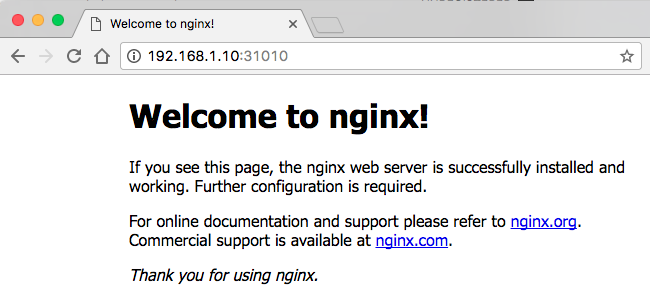 Welcome to nginx!
192.168.1.10:31010
Welcome to nginx!
If you see this page, the nginx web server is successfully installed and
working. Further configuration is required.
For online documentation and support please refer to nginx.org.
Commercial support is available at nginx.com.
Thank you for using nginx.